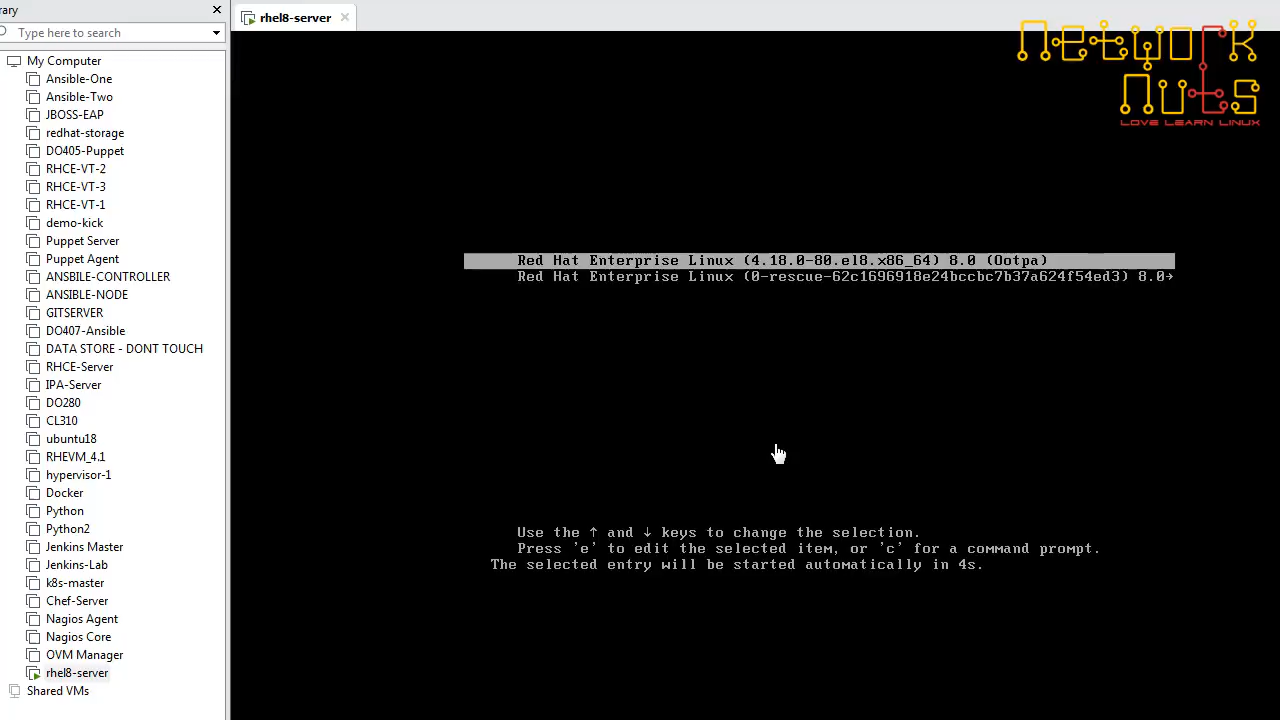 rary
Type here to search
My Computer
Ansible-One
Ansible-Two
JBOSS-EAP
redhat-storage
DO405-Puppet
RHCE-VT-2
RHCE-VT-3
RHCE-VT-1
demo-kick
Puppet Server
Puppet Agent
ANSBILE-CONTROLLER
ANSIBLE-NODE
GITSERVER
DO407-Ansible
DATA STORE - DONT TOUCH
RHCE-Server
IPA-Server
DO280
CL310
ubuntu18
RHEVM_4.1
hypervisor-1
Docker
Python
Python2
Jenkins Master
Jenkins-Lab
k8s-master
Chef-Server
Nagios Agent
Nagios Core
OVM Manager
rhel8-server
Shared VMs
rhel8-server
Network
Nuts
LOVE LEARN LINUX
Red Hat Enterprise Linux (4.18.0-80.el8.x86_64) 8.0 (Ootpa)
Red Hat Enterprise Linux (0-rescue-62c1696918e24bccbc7b37a624f54ed3) 8.0→
Use the ↑ and ↓ keys to change the selection.
Press 'e' to edit the selected item, or 'c' for a command prompt.
The selected entry will be started automatically in 4s.